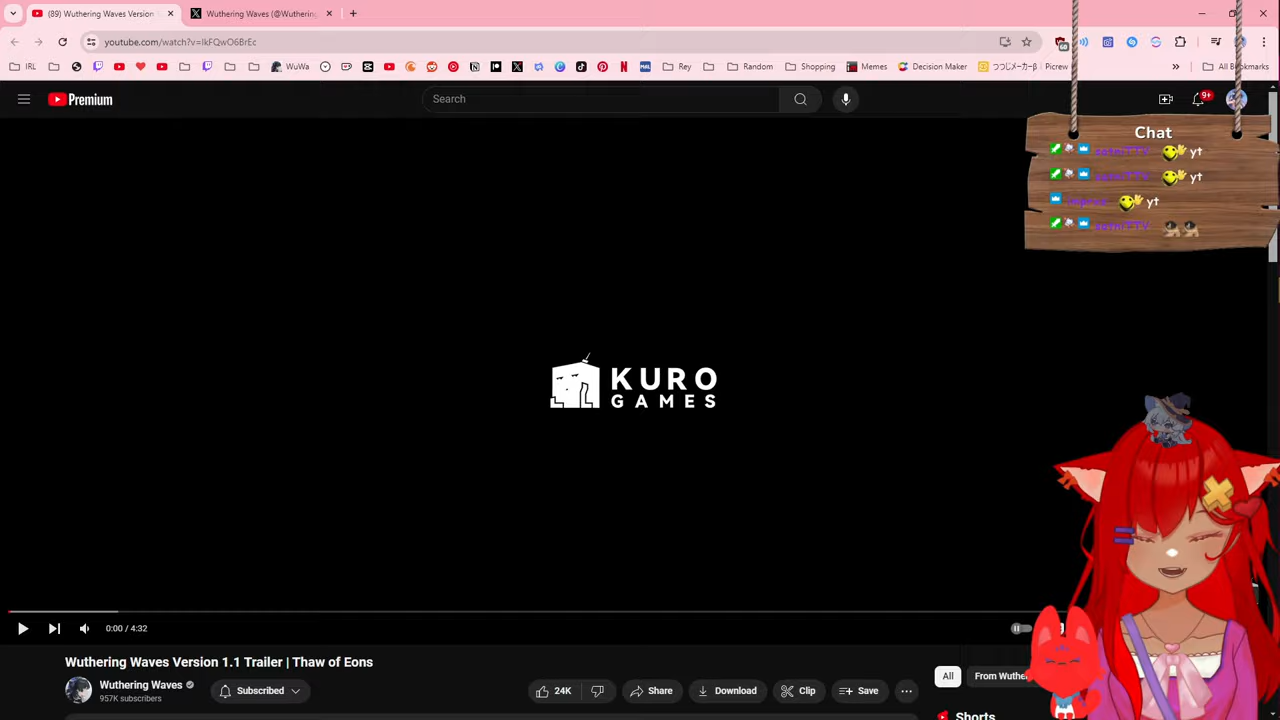 (89) Wuthering Waves Version
Wuthering Waves (@Wuthering
youtube.com/watch?v=IkFQwO6BrEc
IRL
WuWa
Rey
Random
Shopping
Memes
Decision Maker
つつじメーカーβ｜Picrew
All Bookmarks
Premium
Search
9+
Chat
yt
yt
yt
KURO
GAMES
0:00 / 4:32
Wuthering Waves Version 1.1 Trailer | Thaw of Eons
Wuthering Waves
957K subscribers
Subscribed
24K
Share
Download
Clip
Save
All
From Wuthe
Shorts